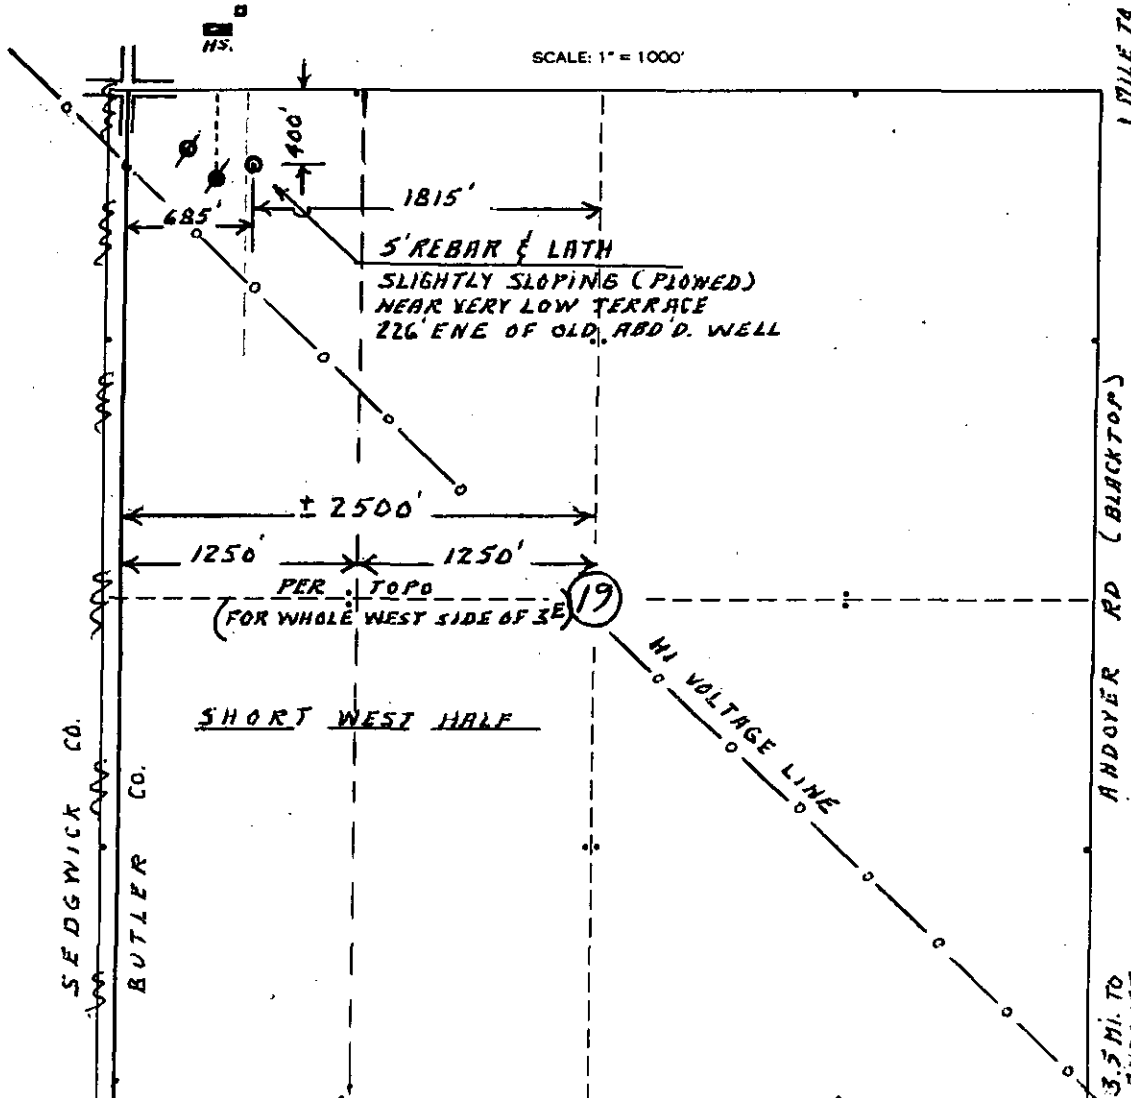 HS.
SCALE: 1" = 1000'
1 MILE TO
400'
1815'
685'
5' REBAR & LATH
SLIGHTLY SLOPING (PLOWED)
NEAR VERY LOW TERRACE
226' ENE OF OLD ABD'D. WELL
± 2500'
1250' 1250'
PER TOPO
(FOR WHOLE WEST SIDE OF 3E)
19
HI VOLTAGE LINE
SHORT WEST HALF
SEDGWICK CO.
BUTLER CO.
ANDOVER RD (BLACKTOP)
3.5 MI. TO